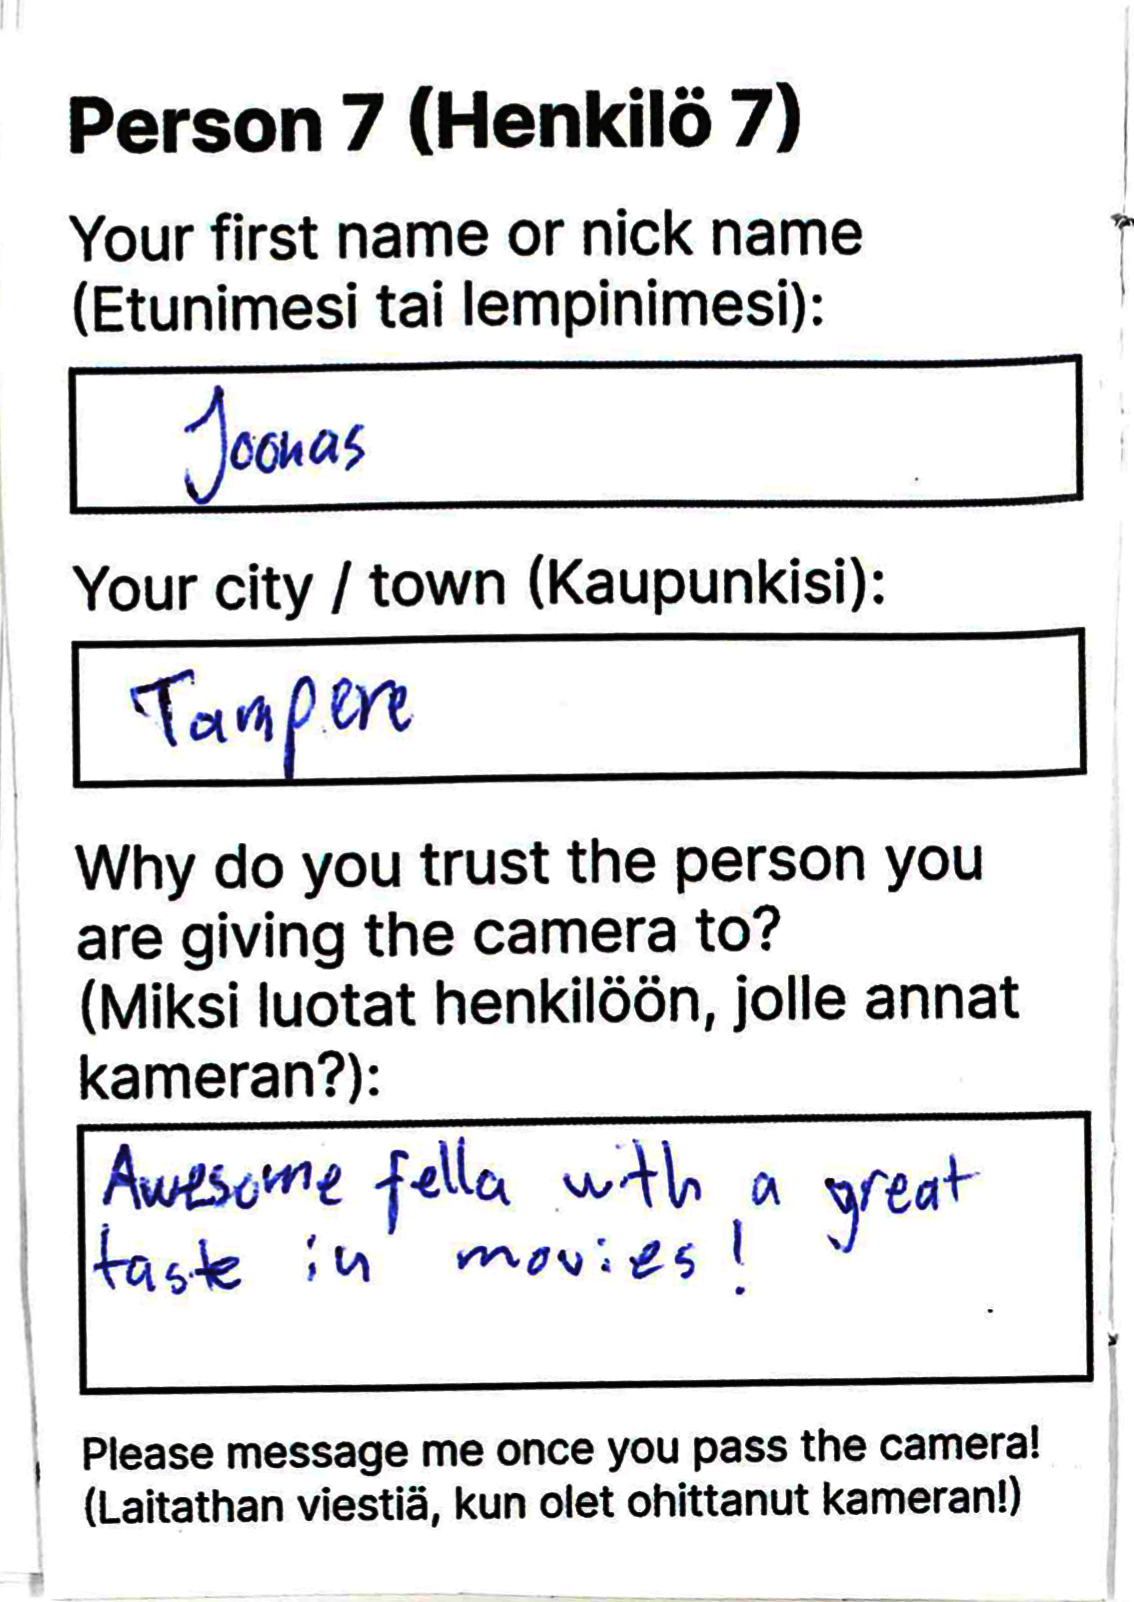 Person 7 (Henkilö 7)
Your first name or nick name
(Etunimesi tai lempinimesi):
Joonas
Your city / town (Kaupunkisi):
Tampere
Why do you trust the person you
are giving the camera to?
(Miksi luotat henkilöön, jolle annat
kameran?):
Awesome fella with a great
taste in movies!
Please message me once you pass the camera!
(Laitathan viestiä, kun olet ohittanut kameran!)